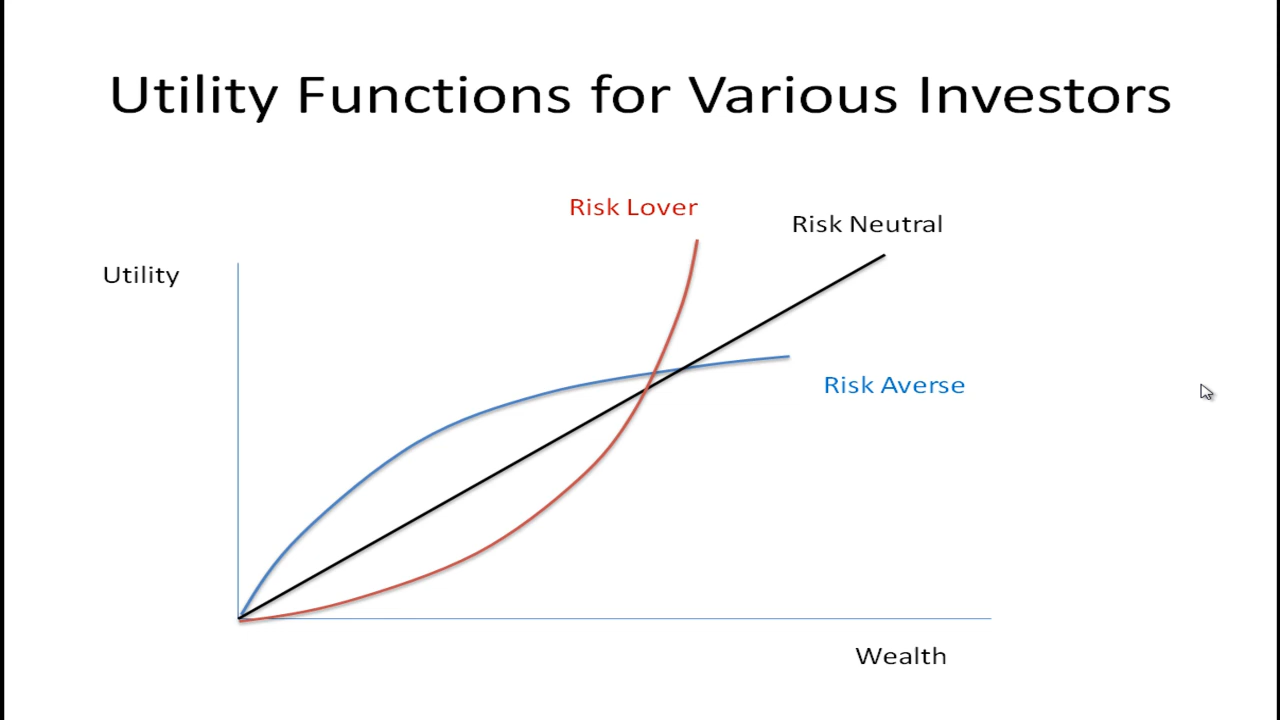 Utility Functions for Various Investors
Risk Lover
Risk Neutral
Utility
Risk Averse
Wealth